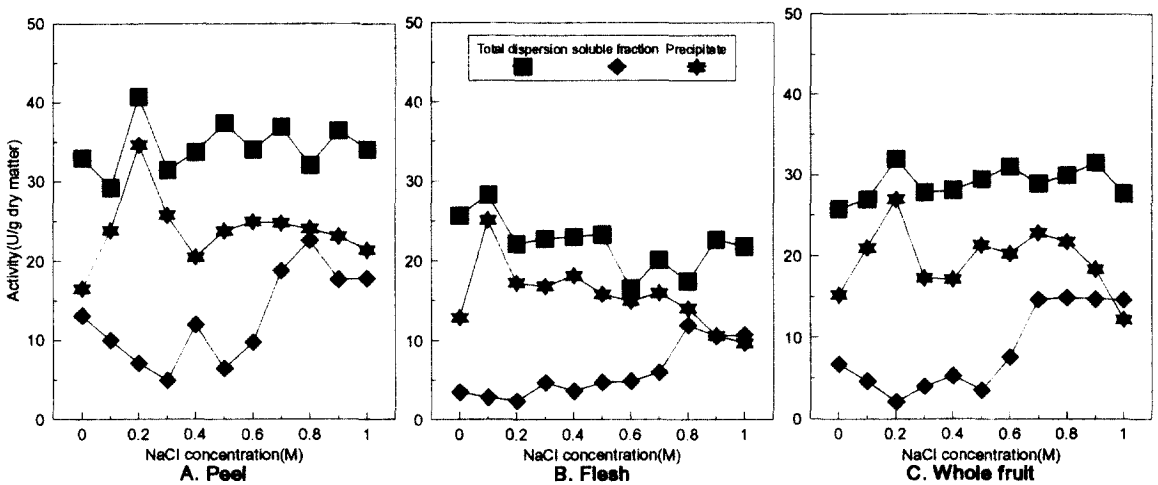 50
40
30
20
10
0
Activity(U/g dry matter)
0 0.2 0.4 0.6 0.8 1
NaCl concentration(M)
A. Peel
Total dispersion soluble fraction Precipitate
50
40
30
20
10
0
0 0.2 0.4 0.6 0.8 1
NaCl concentration(M)
B. Flesh
50
40
30
20
10
0
0 0.2 0.4 0.6 0.8 1
NaCl concentration(M)
C. Whole fruit